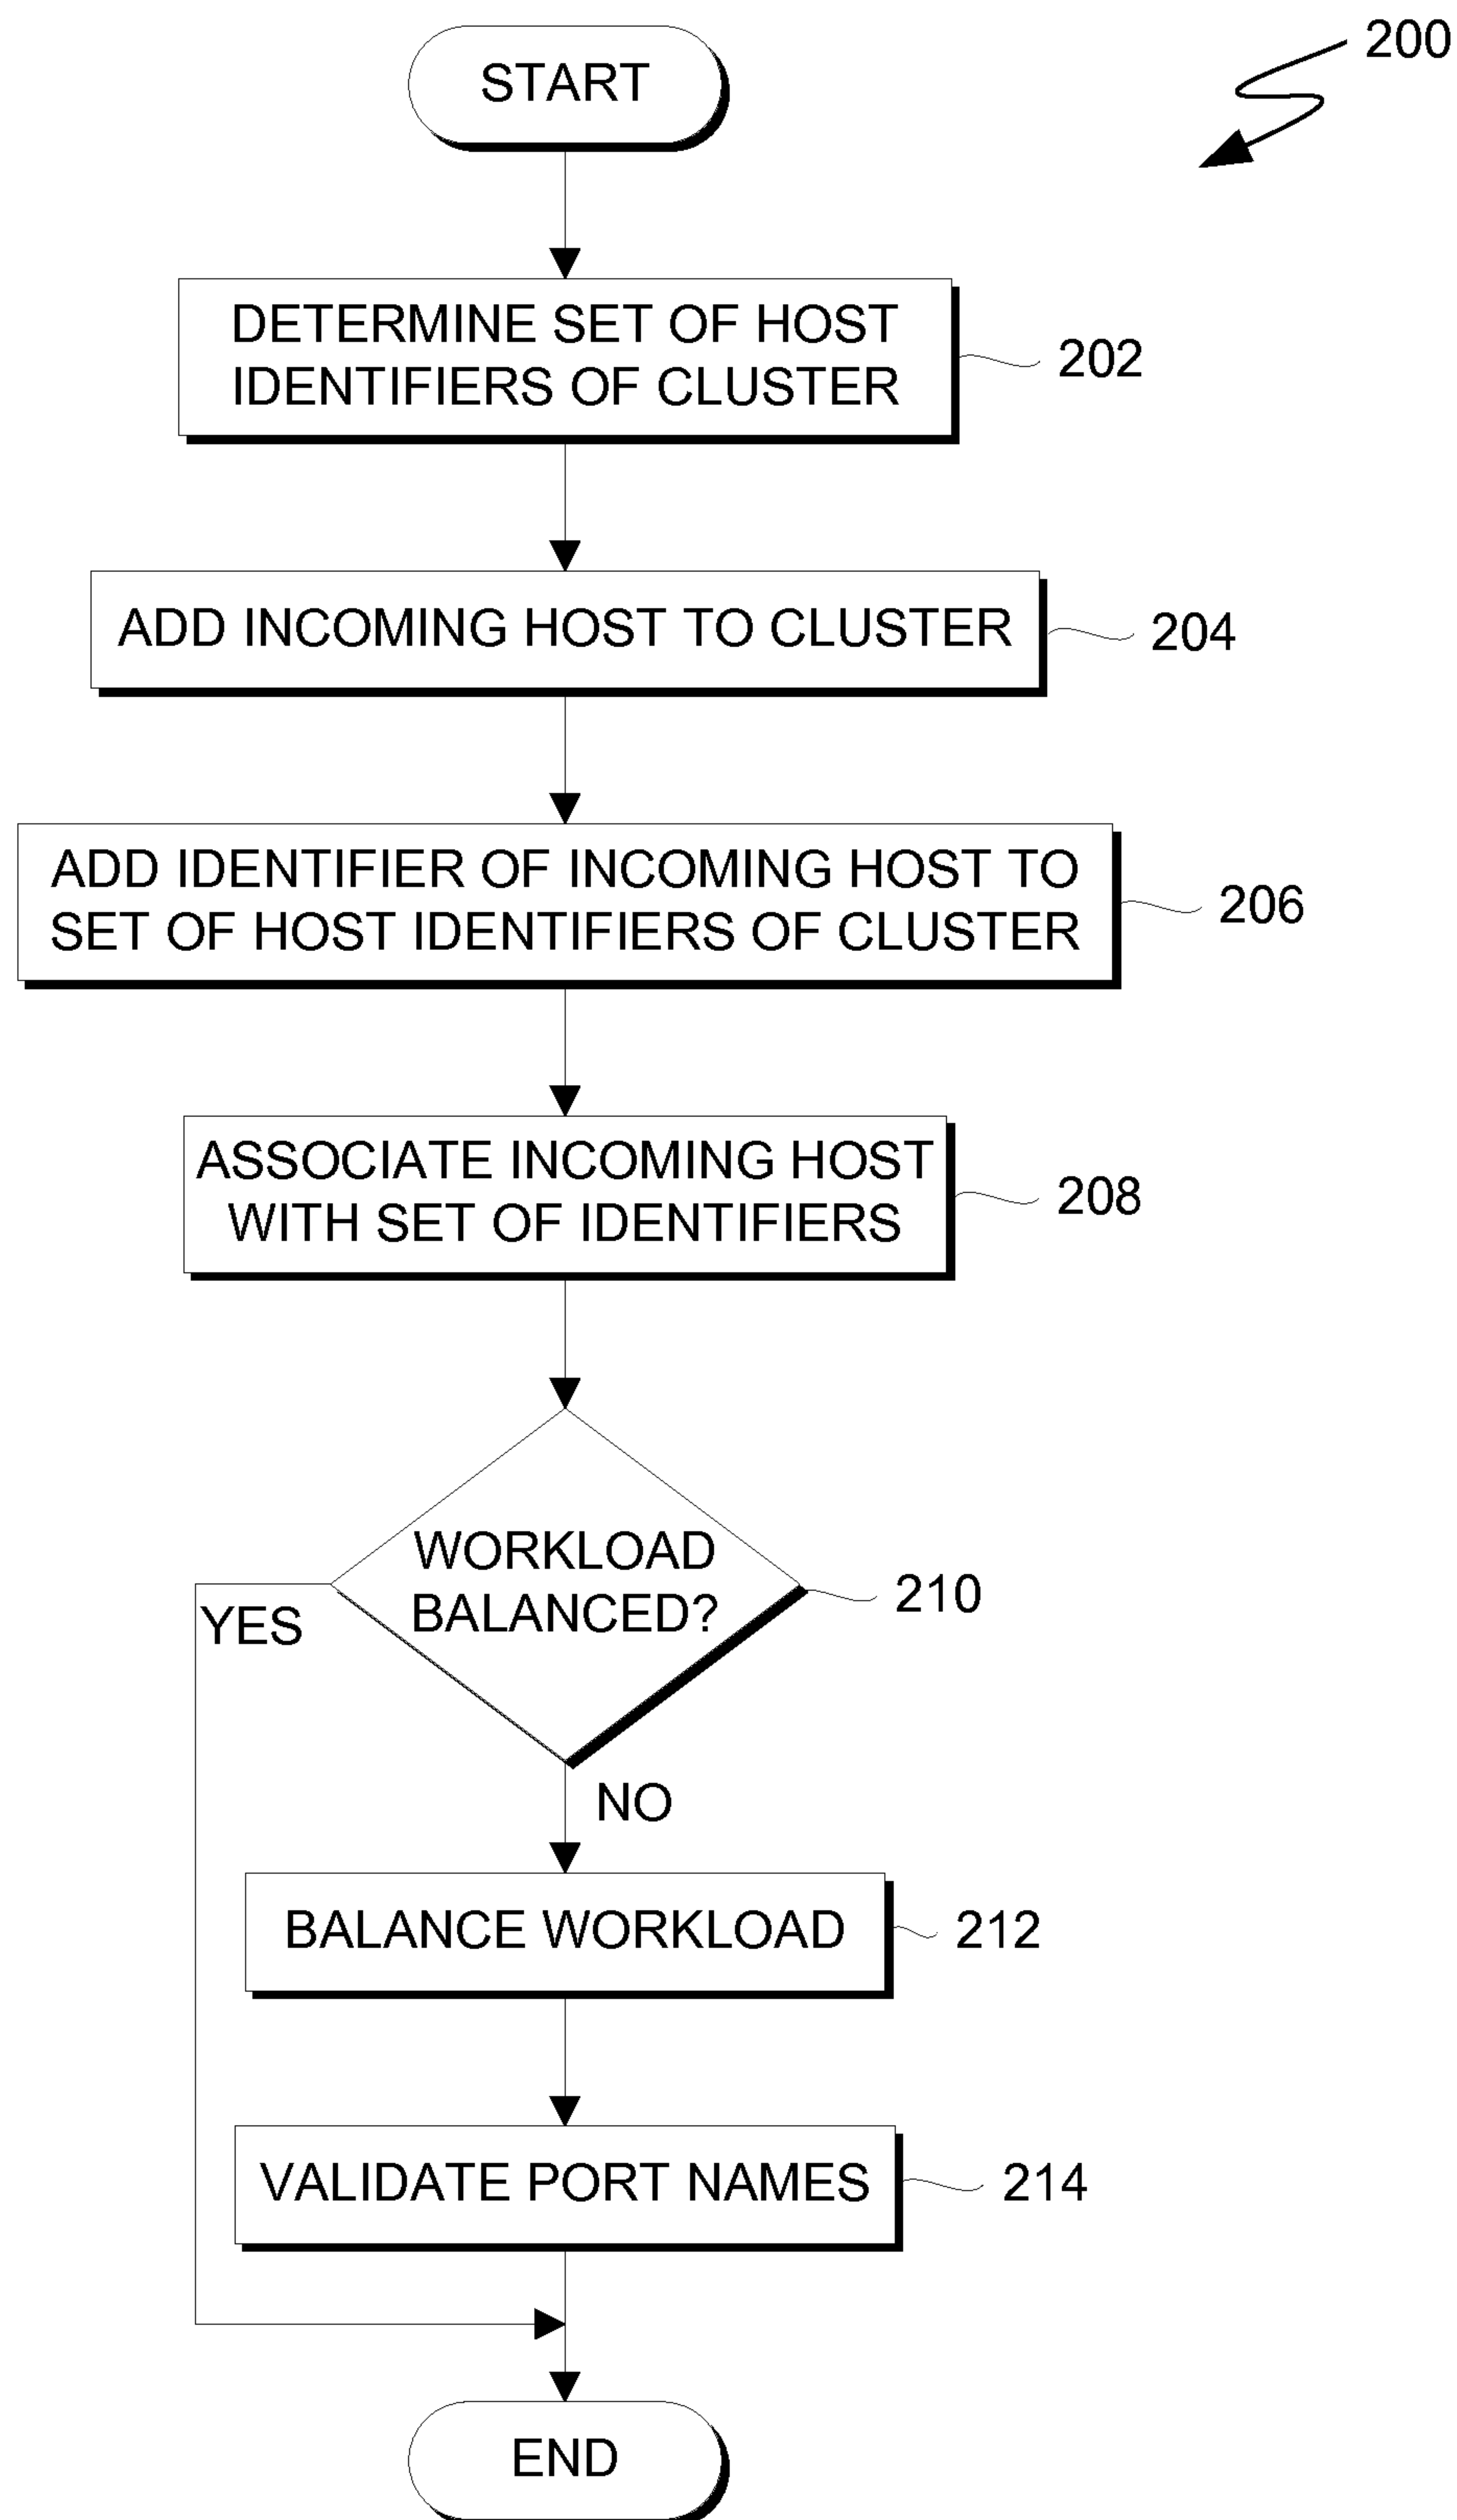 START
200
DETERMINE SET OF HOST
IDENTIFIERS OF CLUSTER
202
ADD INCOMING HOST TO CLUSTER
204
ADD IDENTIFIER OF INCOMING HOST TO
SET OF HOST IDENTIFIERS OF CLUSTER
206
ASSOCIATE INCOMING HOST
WITH SET OF IDENTIFIERS
208
WORKLOAD
BALANCED?
210
YES
NO
BALANCE WORKLOAD
212
VALIDATE PORT NAMES
214
END